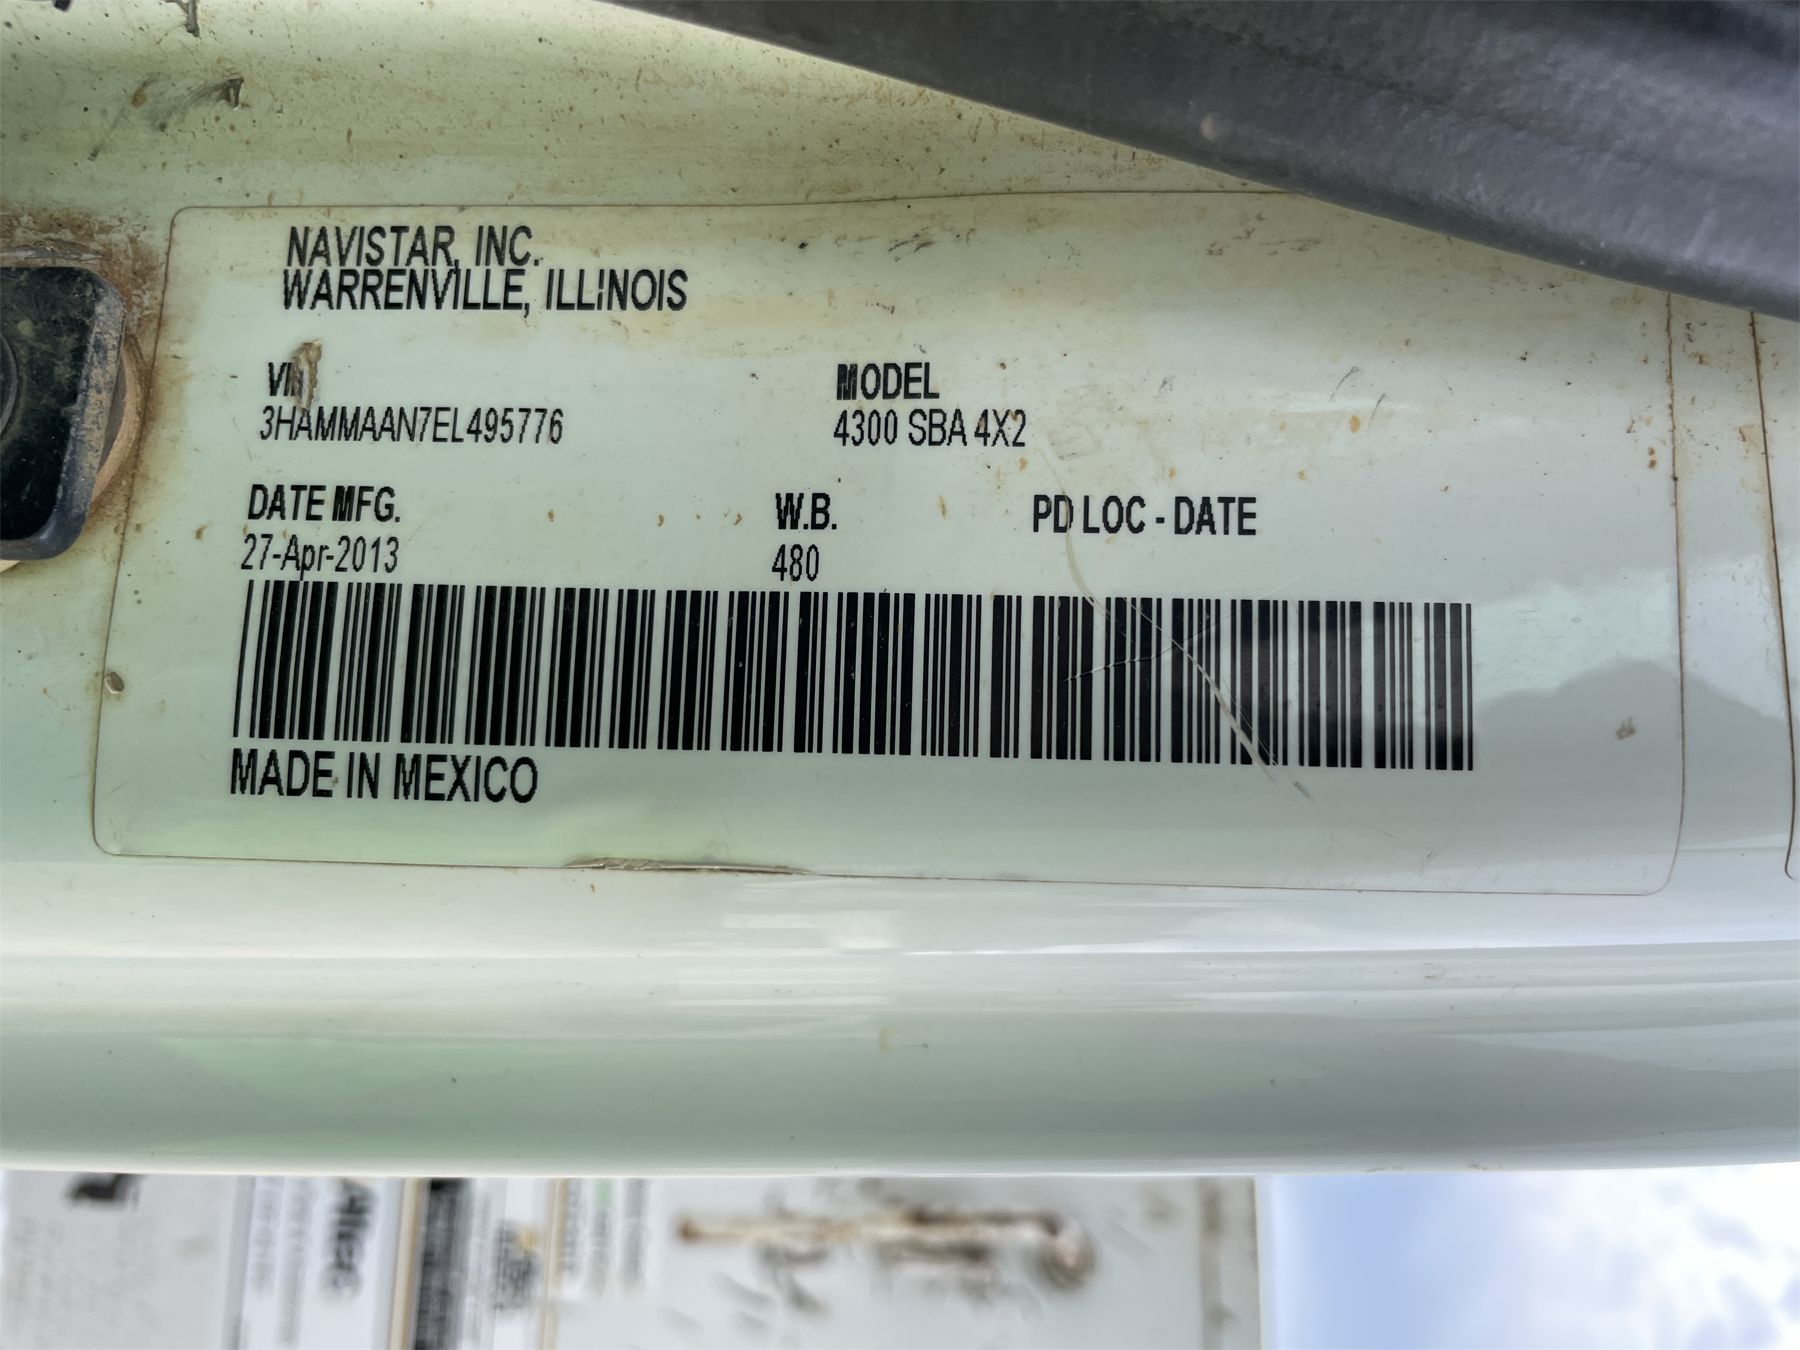 NAVISTAR, INC.
WARRENVILLE, ILLINOIS
VIN MODEL
3HAMMAAN7EL495776 4300 SBA 4X2
DATE MFG. W.B. PD LOC - DATE
27-Apr-2013 480
MADE IN MEXICO